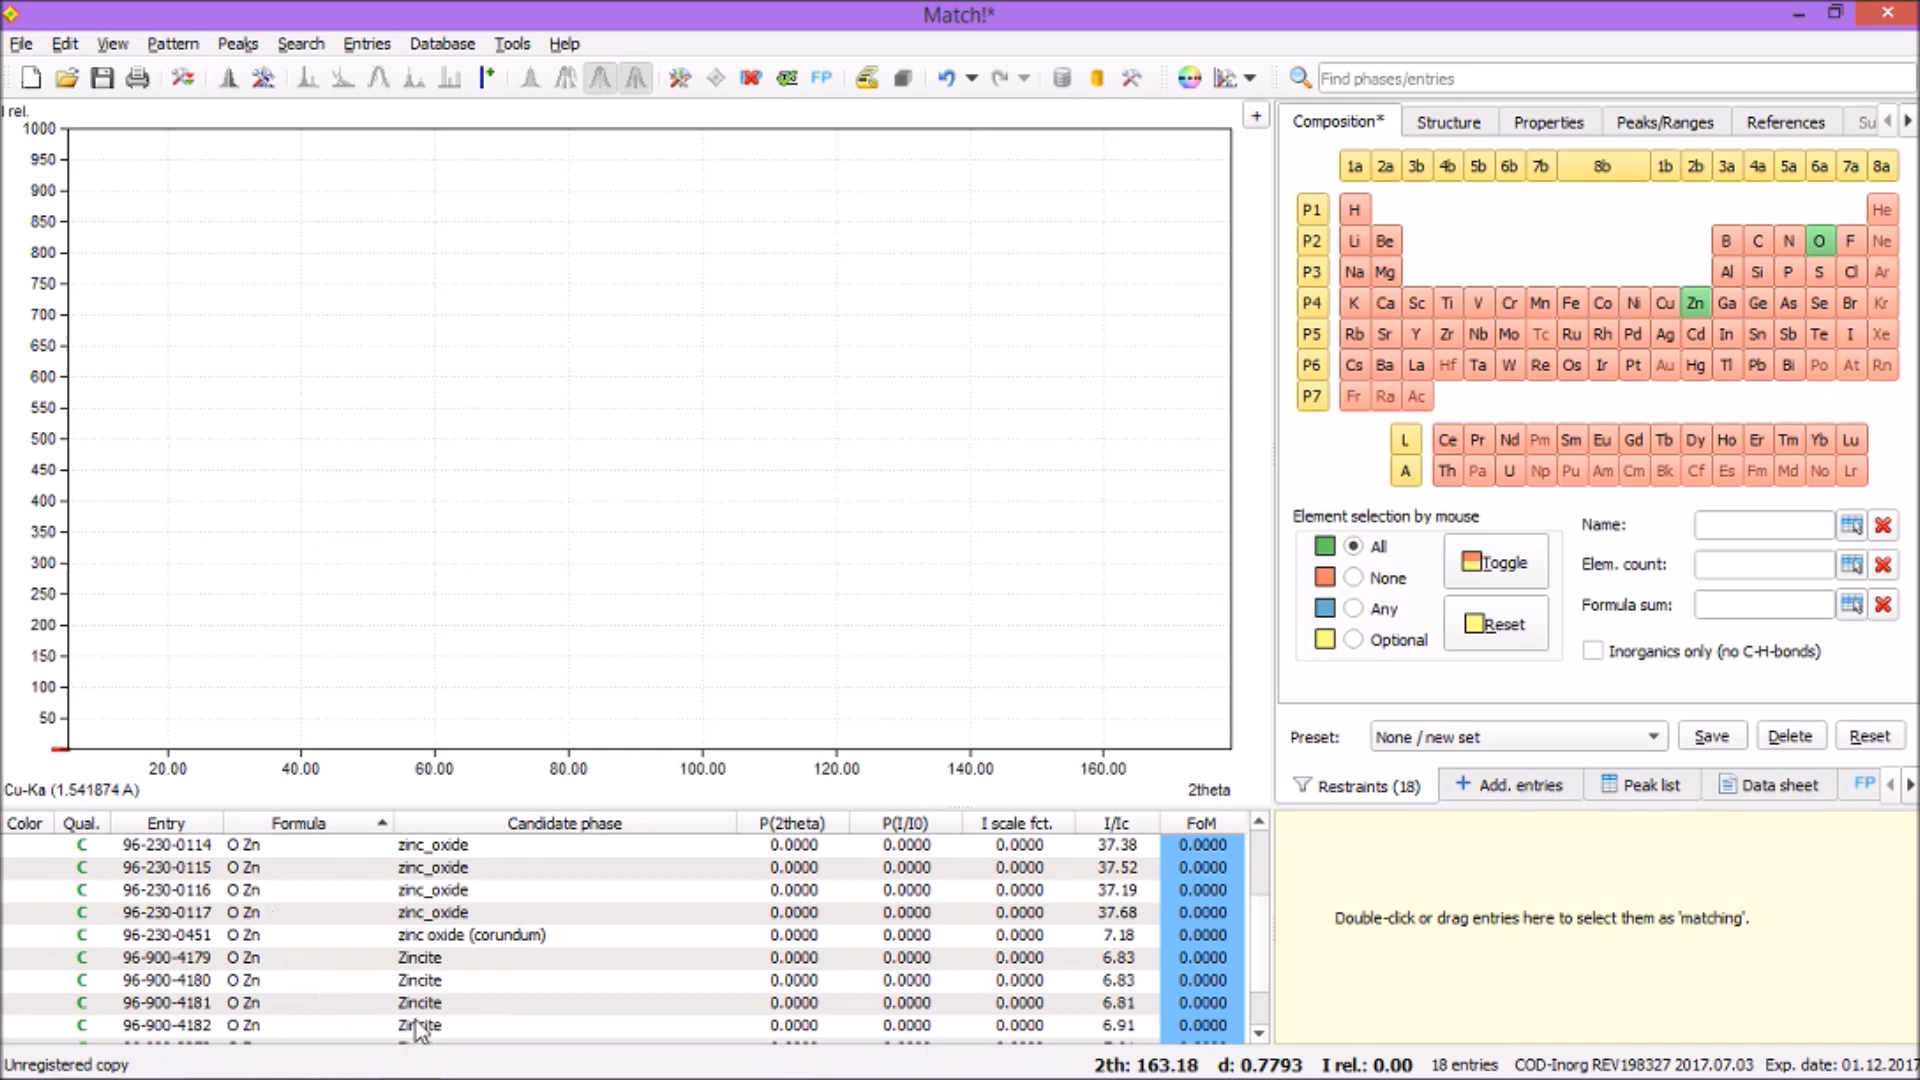 Match!*
File Edit View Pattern Peaks Search Entries Database Tools Help
FP Find phases/entries
I rel.
1000
950
900
850
800
750
700
650
600
550
500
450
400
350
300
250
200
150
100
50
20.00 40.00 60.00 80.00 100.00 120.00 140.00 160.00
Cu-Ka (1.541874 A) 2theta
Composition* Structure Properties Peaks/Ranges References Su
1a 2a 3b 4b 5b 6b 7b 8b 1b 2b 3a 4a 5a 6a 7a 8a
P1 H He
P2 Li Be B C N O F Ne
P3 Na Mg Al Si P S Cl Ar
P4 K Ca Sc Ti V Cr Mn Fe Co Ni Cu Zn Ga Ge As Se Br Kr
P5 Rb Sr Y Zr Nb Mo Tc Ru Rh Pd Ag Cd In Sn Sb Te I Xe
P6 Cs Ba La Hf Ta W Re Os Ir Pt Au Hg Tl Pb Bi Po At Rn
P7 Fr Ra Ac
L Ce Pr Nd Pm Sm Eu Gd Tb Dy Ho Er Tm Yb Lu
A Th Pa U Np Pu Am Cm Bk Cf Es Fm Md No Lr
Element selection by mouse
All
None
Any
Optional
Toggle
Reset
Name:
Elem. count:
Formula sum:
Inorganics only (no C-H-bonds)
Preset: None / new set Save Delete Reset
Restraints (18) Add. entries Peak list Data sheet FP
Color Qual. Entry Formula Candidate phase P(2theta) P(I/I0) I scale fct. I/Ic FoM
C 96-230-0114 O Zn zinc_oxide 0.0000 0.0000 0.0000 37.38 0.0000
C 96-230-0115 O Zn zinc_oxide 0.0000 0.0000 0.0000 37.52 0.0000
C 96-230-0116 O Zn zinc_oxide 0.0000 0.0000 0.0000 37.19 0.0000
C 96-230-0117 O Zn zinc_oxide 0.0000 0.0000 0.0000 37.68 0.0000
C 96-230-0451 O Zn zinc oxide (corundum) 0.0000 0.0000 0.0000 7.18 0.0000
C 96-900-4179 O Zn Zincite 0.0000 0.0000 0.0000 6.83 0.0000
C 96-900-4180 O Zn Zincite 0.0000 0.0000 0.0000 6.83 0.0000
C 96-900-4181 O Zn Zincite 0.0000 0.0000 0.0000 6.81 0.0000
C 96-900-4182 O Zn Zincite 0.0000 0.0000 0.0000 6.91 0.0000
Double-click or drag entries here to select them as 'matching'.
Unregistered copy 2th: 163.18 d: 0.7793 I rel.: 0.00 18 entries COD-Inorg REV198327 2017.07.03 Exp. date: 01.12.2017